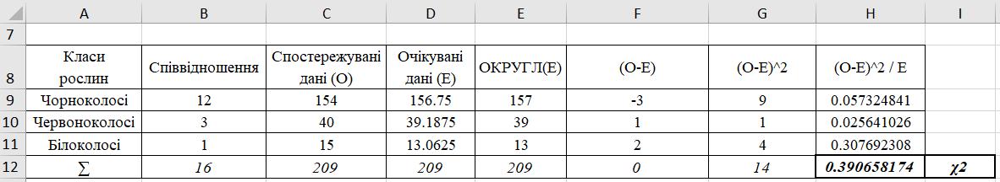 A B C D E F G H I
7
8 Класи рослин Співвідношення Спостережувані дані (O) Очікувані дані (E) ОКРУГЛ(E) (O-E) (O-E)^2 (O-E)^2 / E
9 Чорноколосі 12 154 156.75 157 -3 9 0.057324841
10 Червоноколосі 3 40 39.1875 39 1 1 0.025641026
11 Білоколосі 1 15 13.0625 13 2 4 0.307692308
12 ∑ 16 209 209 209 0 14 0.390658174 χ2